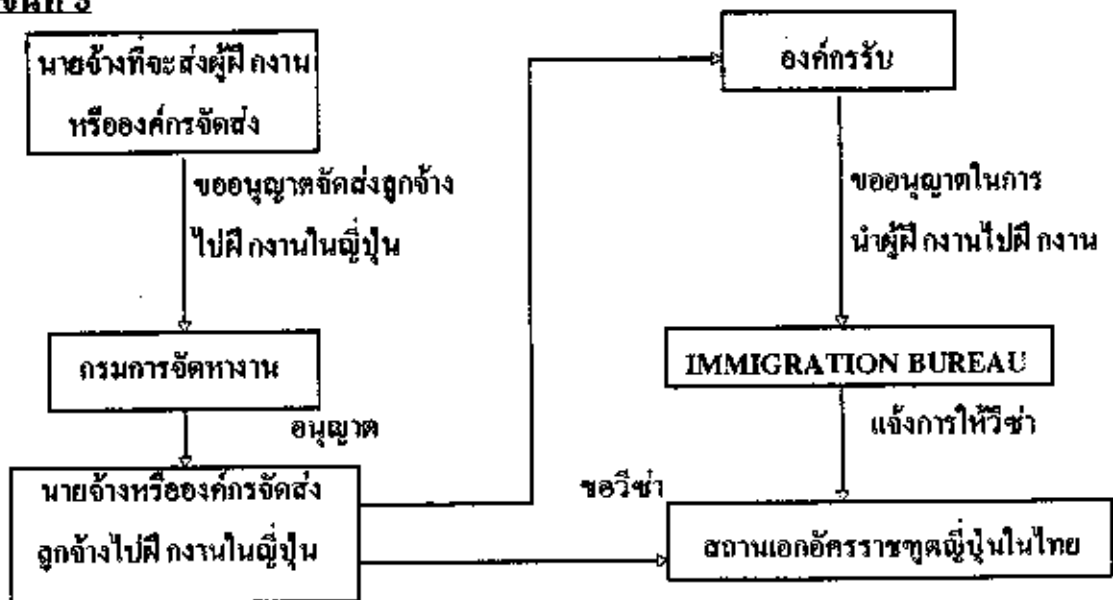 นายจ้างที่จะส่งผู้ฝึกงาน
หรือองค์กรจัดส่ง
ขออนุญาตจัดส่งลูกจ้าง
ไปฝึกงานในญี่ปุ่น
กรมการจัดหางาน
อนุญาต
นายจ้างหรือองค์กรจัดส่ง
ลูกจ้างไปฝึกงานในญี่ปุ่น
องค์กรรับ
ขออนุญาตในการ
นำผู้ฝึกงานไปฝึกงาน
IMMIGRATION BUREAU
แจ้งการให้วีซ่า
ขอวีซ่า
สถานเอกอัครราชฑูตญี่ปุ่นในไทย